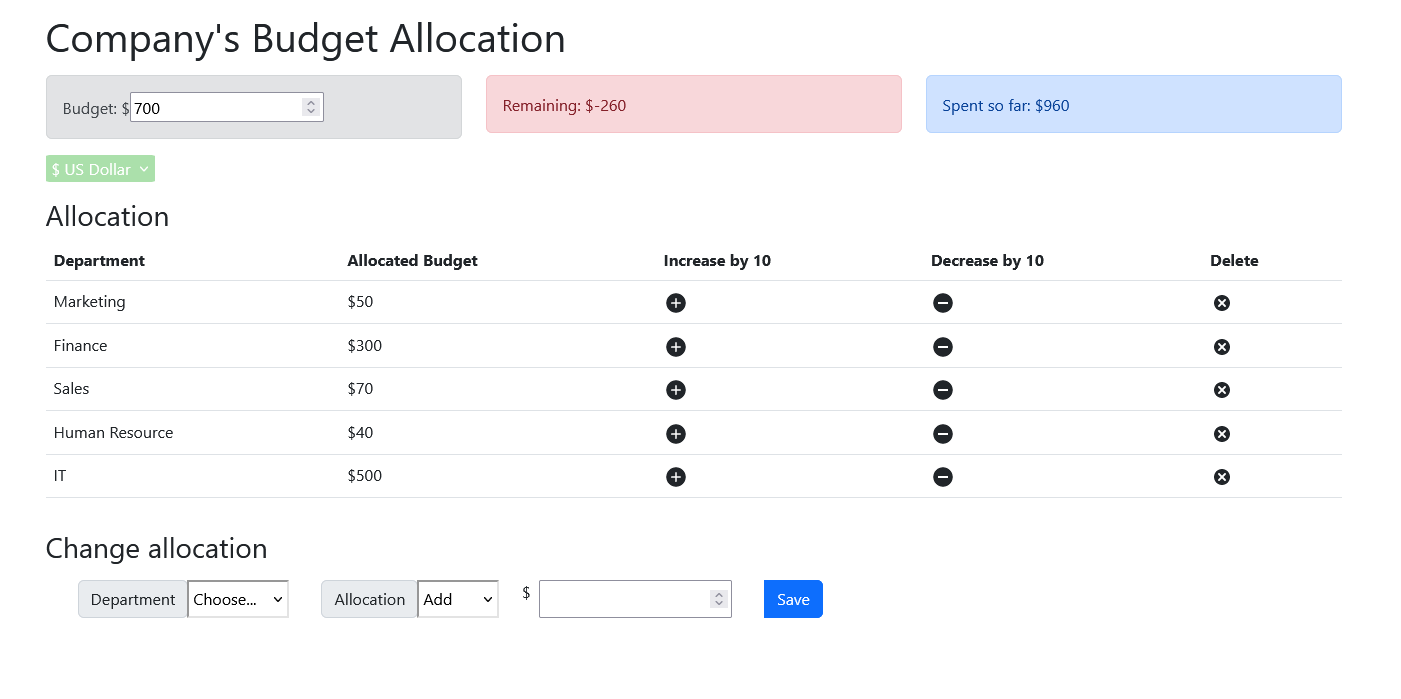 Company's Budget Allocation
Budget: $ 700
Remaining: $-260
Spent so far: $960
$ US Dollar
Allocation
Department Allocated Budget Increase by 10 Decrease by 10 Delete
Marketing $50
Finance $300
Sales $70
Human Resource $40
IT $500
Change allocation
Department Choose... Allocation Add $ Save